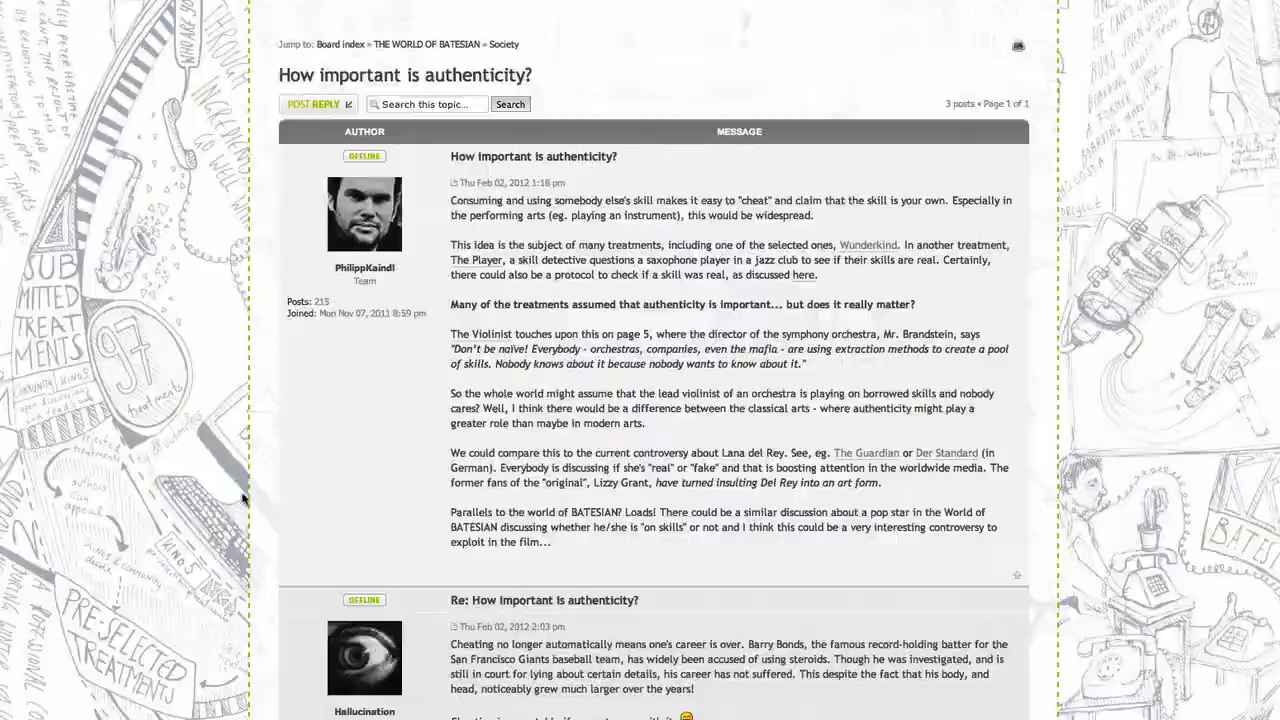 Jump to: Board index » THE WORLD OF BATESIAN » Society
How important is authenticity?
POST REPLY
Search this topic...
Search
3 posts • Page 1 of 1
AUTHOR
MESSAGE
OFFLINE
PhilippKaindl
Team
Posts: 215
Joined: Mon Nov 07, 2011 8:59 pm
How important is authenticity?
Thu Feb 02, 2012 1:18 pm
Consuming and using somebody else's skill makes it easy to "cheat" and claim that the skill is your own. Especially in
the performing arts (eg. playing an instrument), this would be widespread.
This idea is the subject of many treatments, including one of the selected ones, Wunderkind. In another treatment,
The Player, a skill detective questions a saxophone player in a jazz club to see if their skills are real. Certainly,
there could also be a protocol to check if a skill was real, as discussed here.
Many of the treatments assumed that authenticity is important... but does it really matter?
The Violinist touches upon this on page 5, where the director of the symphony orchestra, Mr. Brandstein, says
"Don't be naïve! Everybody - orchestras, companies, even the mafia - are using extraction methods to create a pool
of skills. Nobody knows about it because nobody wants to know about it."
So the whole world might assume that the lead violinist of an orchestra is playing on borrowed skills and nobody
cares? Well, I think there would be a difference between the classical arts - where authenticity might play a
greater role than maybe in modern arts.
We could compare this to the current controversy about Lana del Rey. See, eg. The Guardian or Der Standard (in
German). Everybody is discussing if she's "real" or "fake" and that is boosting attention in the worldwide media. The
former fans of the "original", Lizzy Grant, have turned insulting Del Rey into an art form.
Parallels to the world of BATESIAN? Loads! There could be a similar discussion about a pop star in the World of
BATESIAN discussing whether he/she is "on skills" or not and I think this could be a very interesting controversy to
exploit in the film...
OFFLINE
Hallucination
Re: How important is authenticity?
Thu Feb 02, 2012 2:03 pm
Cheating no longer automatically means one's career is over. Barry Bonds, the famous record-holding batter for the
San Francisco Giants baseball team, has widely been accused of using steroids. Though he was investigated, and is
still in court for lying about certain details, his career has not suffered. This despite the fact that his body, and
head, noticeably grew much larger over the years!
SUB
MITTED
TREAT
MENTS
97
treatments
REJECTED
TREATMENTS
WHO ARE YOU